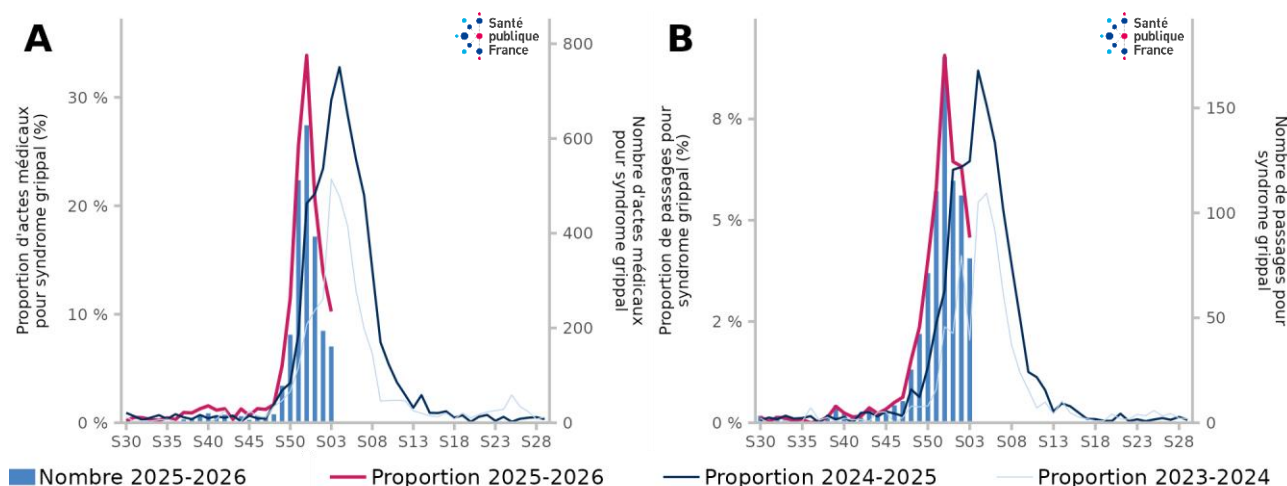 A
Santé
publique
France
Proportion d'actes médicaux
pour syndrome grippal (%)
30 %
20 %
10 %
0 %
800
600
400
200
0
Nombre d'actes médicaux
pour syndrome grippal
S30 S35 S40 S45 S50 S03 S08 S13 S18 S23 S28
B
Santé
publique
France
Proportion de passages pour
syndrome grippal (%)
8 %
5 %
2 %
0 %
150
100
50
0
Nombre de passages pour
syndrome grippal
S30 S35 S40 S45 S50 S03 S08 S13 S18 S23 S28
Nombre 2025-2026 Proportion 2025-2026 Proportion 2024-2025 Proportion 2023-2024